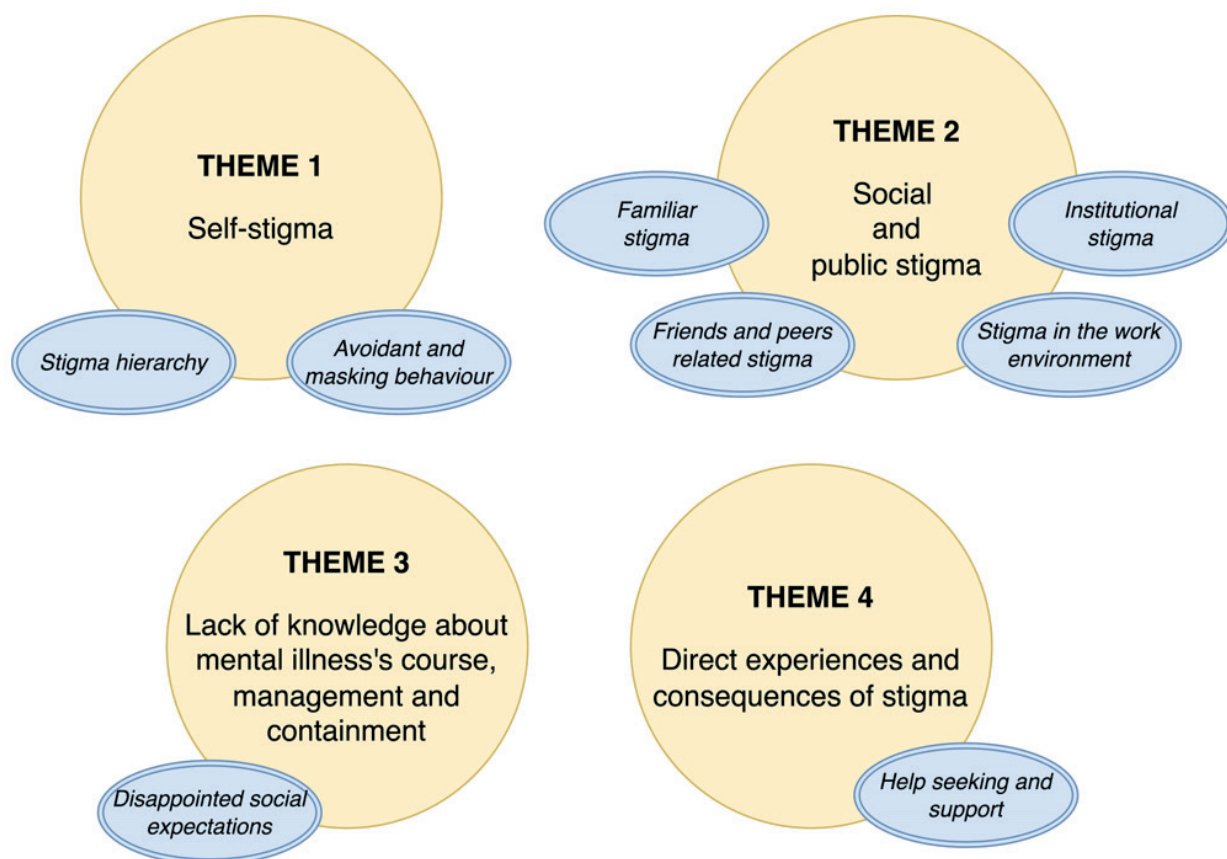 THEME 1
Self-stigma
Stigma hierarchy
Avoidant and
masking behaviour
THEME 2
Social
and
public stigma
Familiar
stigma
Institutional
stigma
Friends and peers
related stigma
Stigma in the work
environment
THEME 3
Lack of knowledge about
mental illness's course,
management and
containment
Disappointed social
expectations
THEME 4
Direct experiences and
consequences of stigma
Help seeking and
support